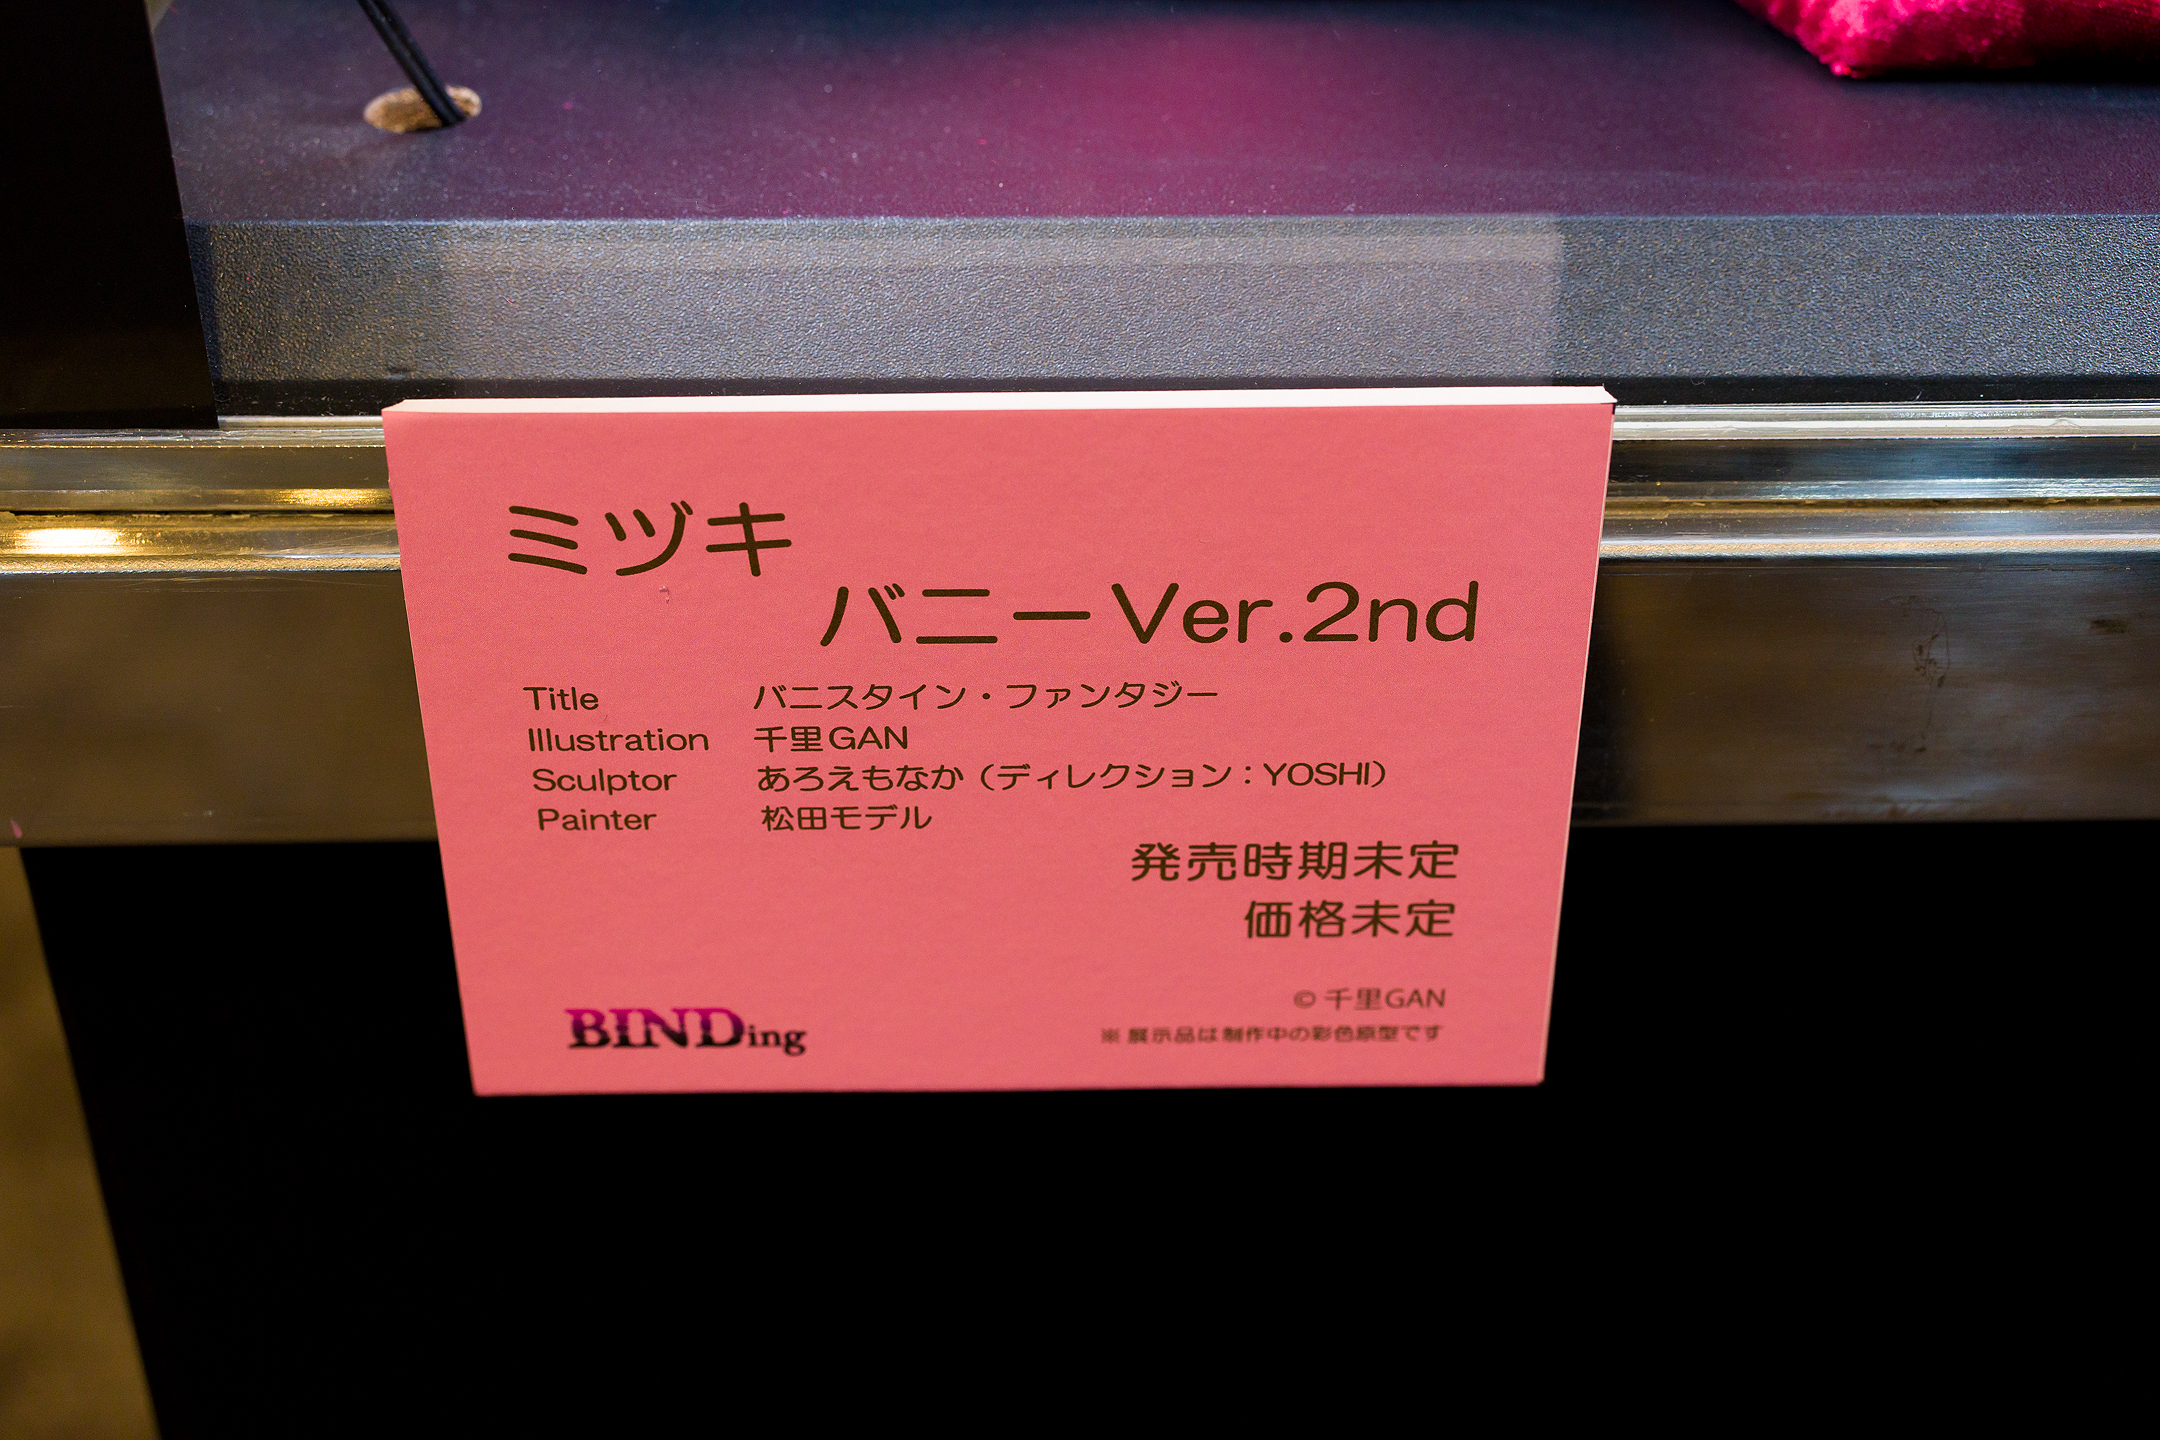 ミヅキ
バニーVer.2nd
Title バニスタイン・ファンタジー
Illustration 千里GAN
Sculptor あろえもなか（ディレクション：YOSHI）
Painter 松田モデル
発売時期未定
価格未定
© 千里GAN
BINDing
※ 展示品は制作中の彩色原型です